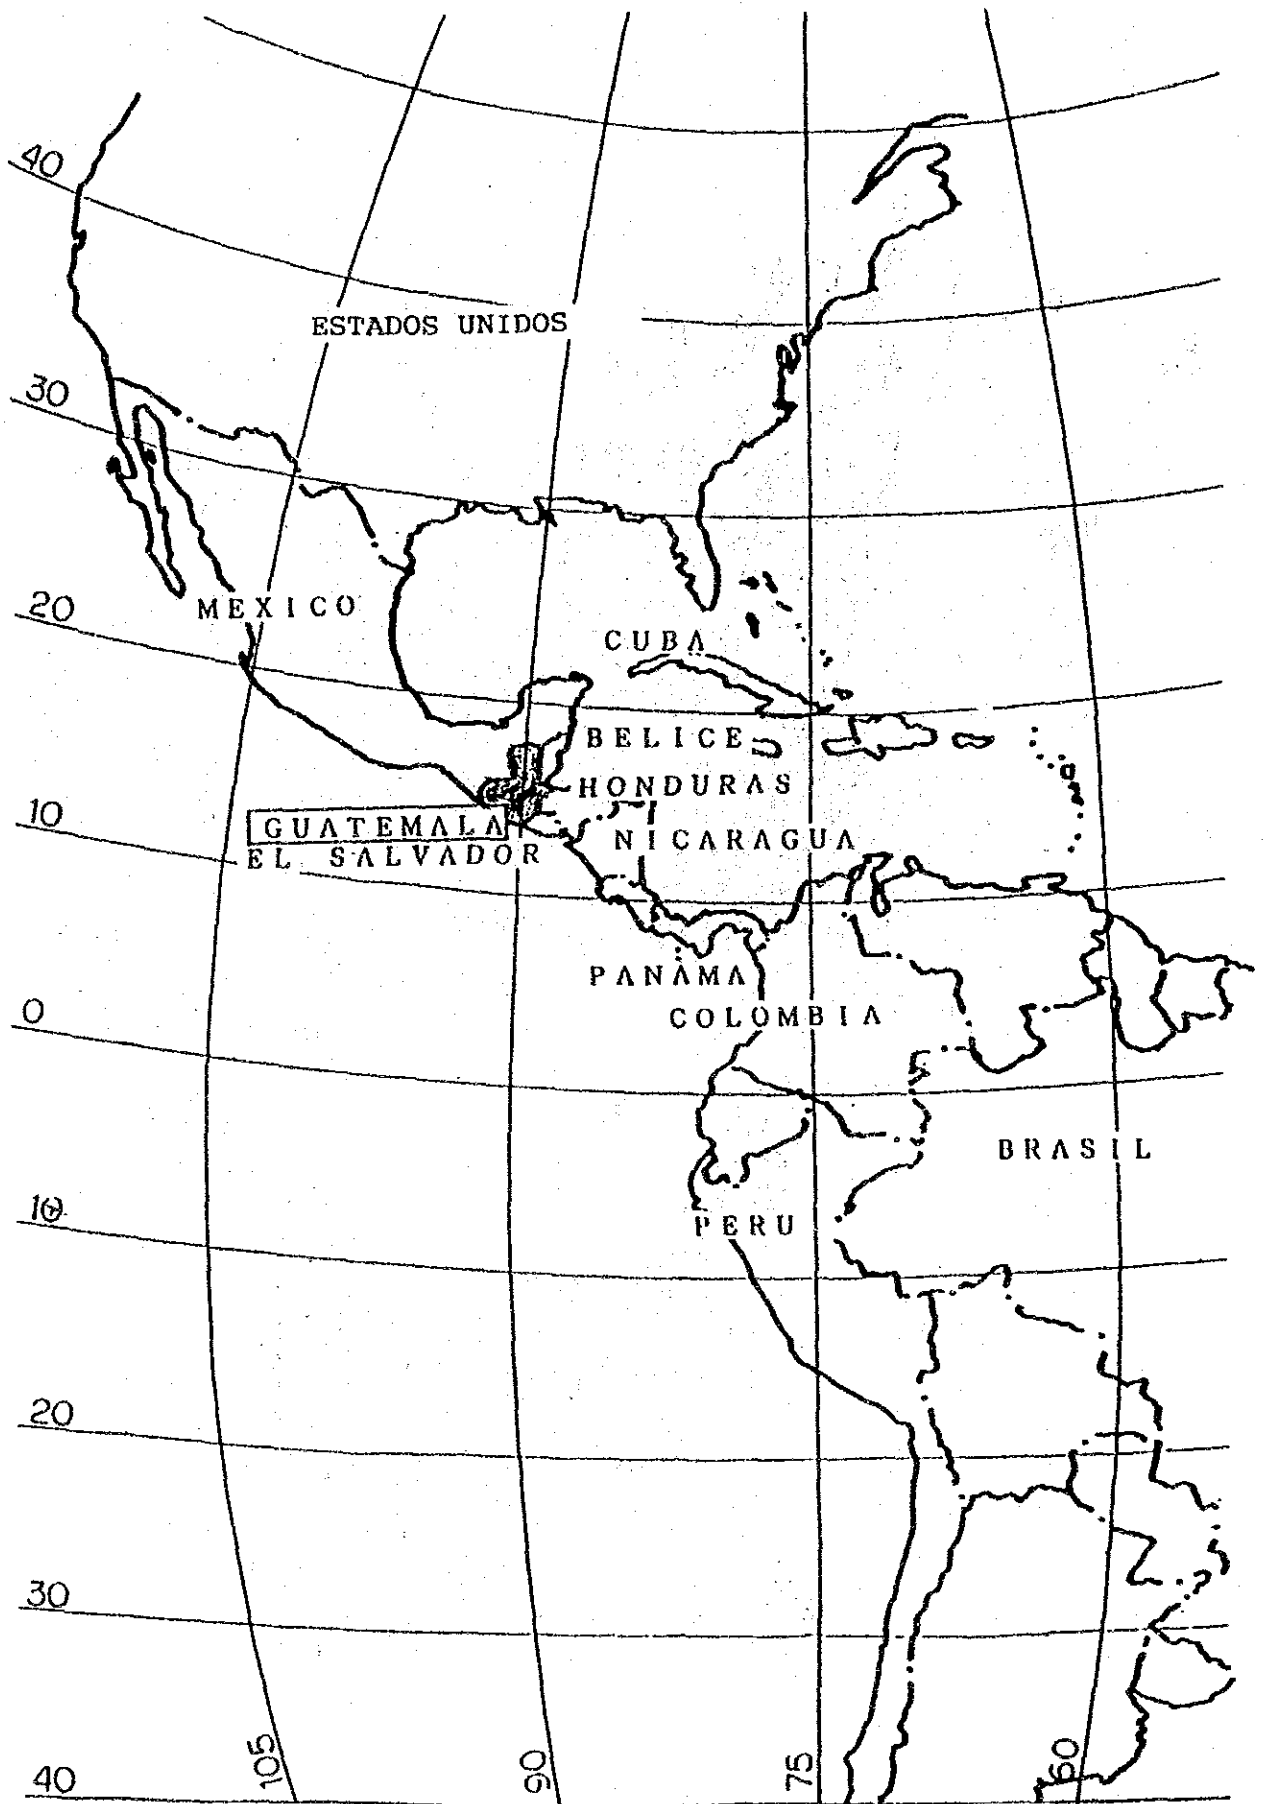 40
ESTADOS UNIDOS
30
20
MEXICO
CUBA
BELICE
HONDURAS
10
GUATEMALA
NICARAGUA
EL SALVADOR
PANAMA
0
COLOMBIA
BRASIL
10
PERU
20
30
105
90
75
60
40